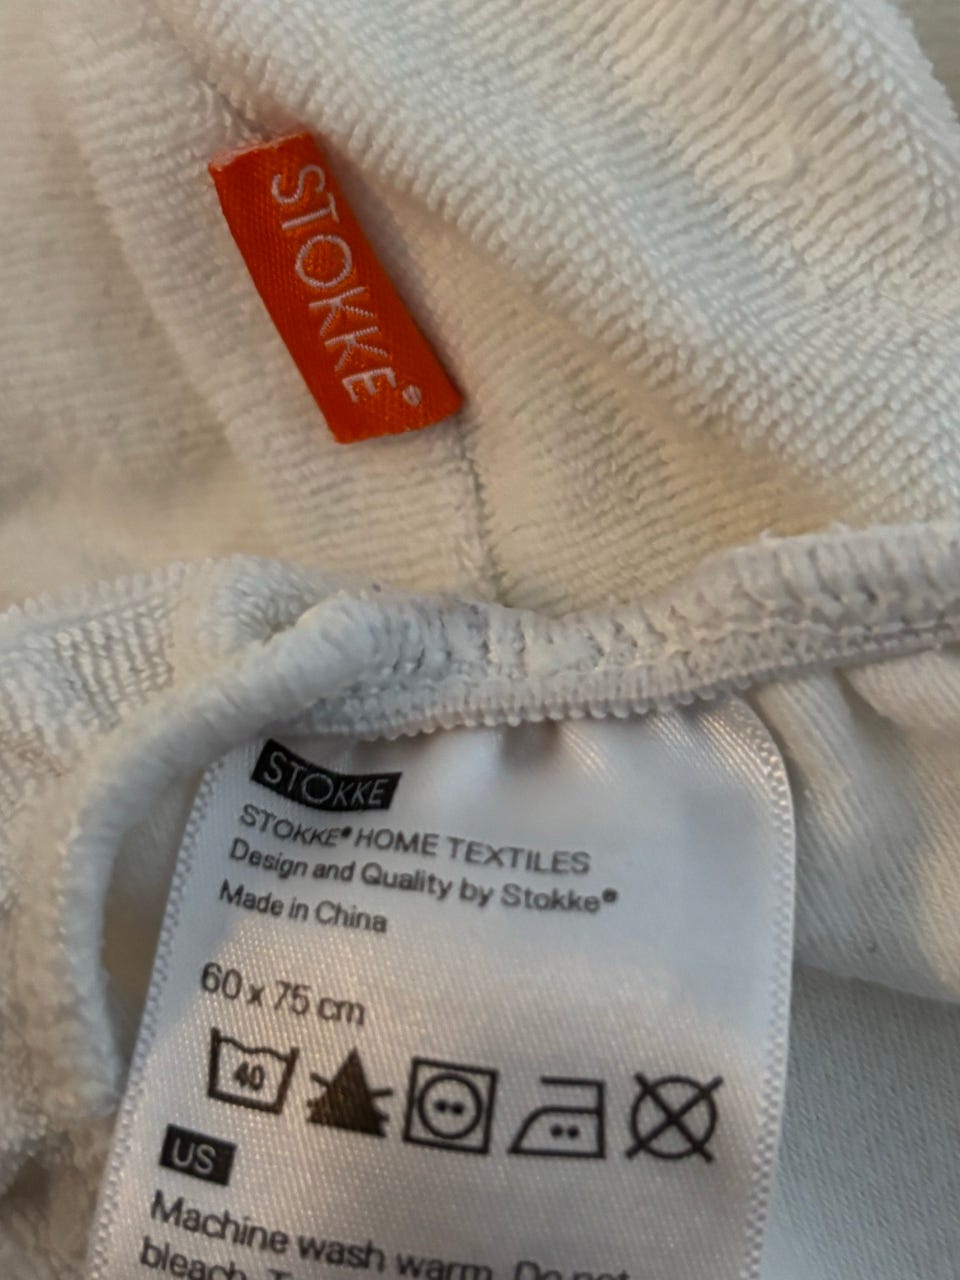 STOKKE®
STOKKE
STOKKE® HOME TEXTILES
Design and Quality by Stokke®
Made in China
60 x 75 cm
40
US
Machine wash warm. Do not
bleach.